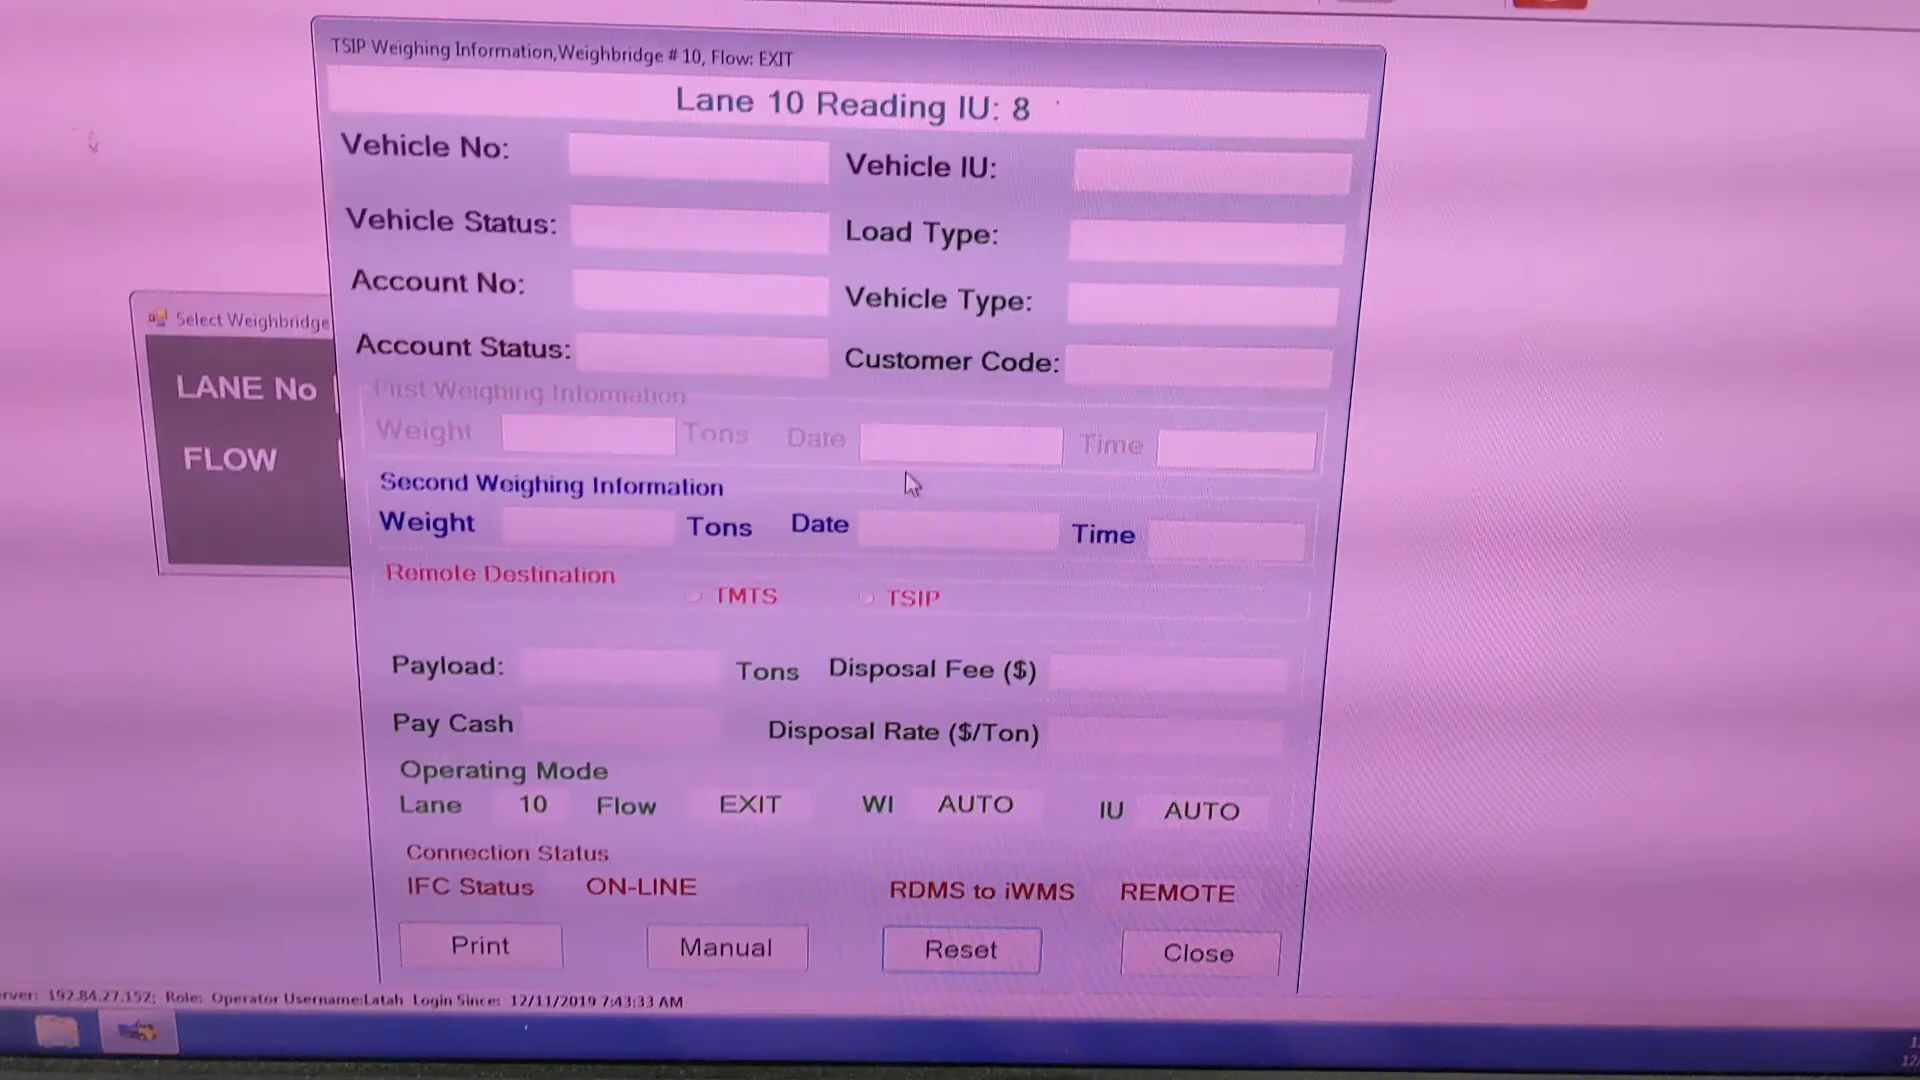 TSIP Weighing Information,Weighbridge # 10, Flow: EXIT
Lane 10 Reading IU: 8
Vehicle No:
Vehicle IU:
Vehicle Status:
Load Type:
Account No:
Vehicle Type:
Account Status:
Customer Code:
Select Weighbridge
LANE No
FLOW
First Weighing Information
Weight Tons Date Time
Second Weighing Information
Weight Tons Date Time
Remote Destination
TMTS TSIP
Payload: Tons Disposal Fee ($)
Pay Cash Disposal Rate ($/Ton)
Operating Mode
Lane 10 Flow EXIT WI AUTO IU AUTO
Connection Status
IFC Status ON-LINE RDMS to iWMS REMOTE
Print Manual Reset Close
rver: 192.84.27.152; Role: Operator Username:Latah Login Since: 12/11/2019 7:43:33 AM